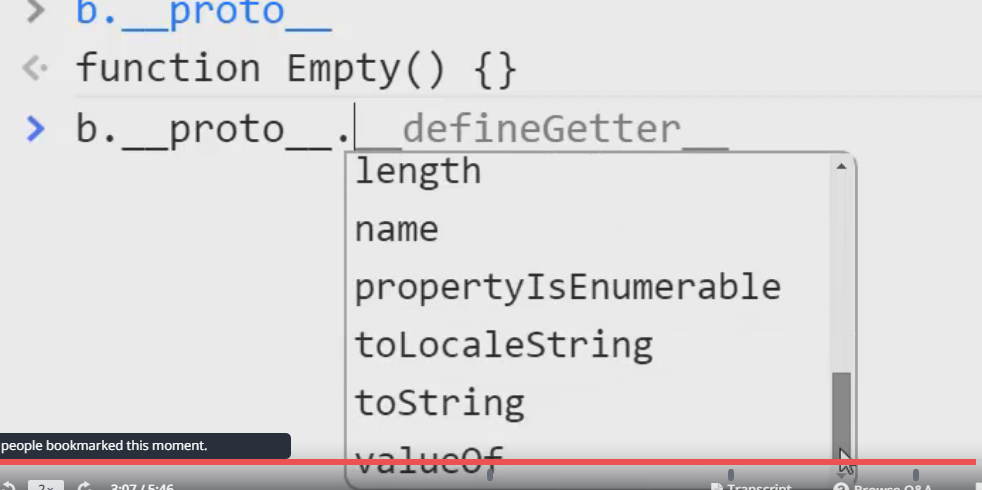 > b.__proto__
<· function Empty() {}
> b.__proto__.__defineGetter__
length
name
propertyIsEnumerable
toLocaleString
toString
valueOf
people bookmarked this moment.
2x 3:07 / 5:46 Transcript Browse Q&A